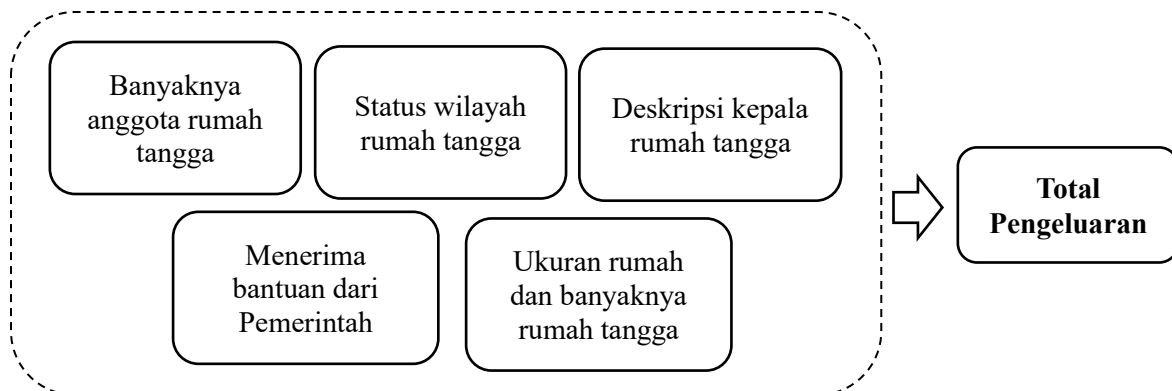 Banyaknya
anggota rumah
tangga
Status wilayah
rumah tangga
Deskripsi kepala
rumah tangga
Menerima
bantuan dari
Pemerintah
Ukuran rumah
dan banyaknya
rumah tangga
Total
Pengeluaran